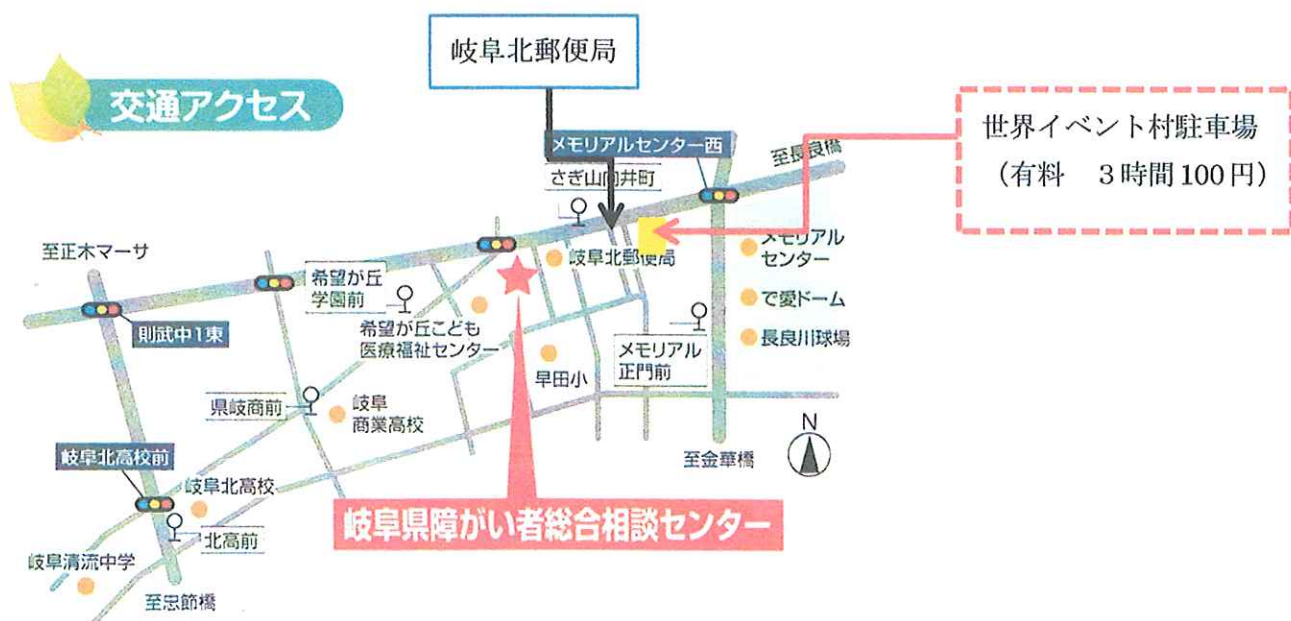 岐阜北郵便局
交通アクセス
世界イベント村駐車場
(有料　3時間100円)
メモリアルセンター西
至長良橋
さぎ山向井町
至正木マーサ
希望が丘
学園前
岐阜北郵便局
メモリアル
センター
則武中1東
希望が丘こども
医療福祉センター
で愛ドーム
長良川球場
メモリアル
正門前
早田小
県岐商前
岐阜
商業高校
N
岐阜北高校前
至金華橋
岐阜北高校
岐阜県障がい者総合相談センター
北高前
岐阜清流中学
至忠節橋